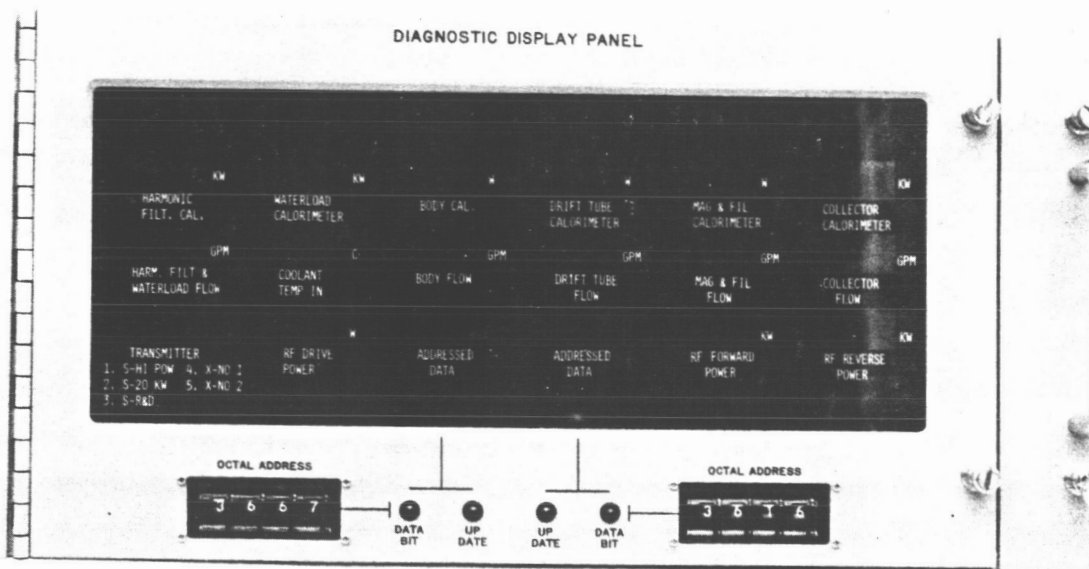 DIAGNOSTIC DISPLAY PANEL
KW KW W W W KW
HARMONIC WATERLOAD BODY CAL. DRIFT TUBE MAG & FIL COLLECTOR
FILT. CAL. CALORIMETER CALORIMETER CALORIMETER CALORIMETER
GPM C GPM GPM GPM GPM
HARM. FILT & COOLANT BODY FLOW DRIFT TUBE MAG & FIL COLLECTOR
WATERLOAD FLOW TEMP IN FLOW FLOW FLOW
W KW KW
TRANSMITTER RF DRIVE ADDRESSED ADDRESSED RF FORWARD RF REVERSE
1. S-HI POW 4. X-NO 1 POWER DATA DATA POWER POWER
2. S-20 KW 5. X-NO 2
3. S-R&D
OCTAL ADDRESS OCTAL ADDRESS
3 6 6 7 3 6 1 6
DATA BIT UP DATE UP DATE DATA BIT